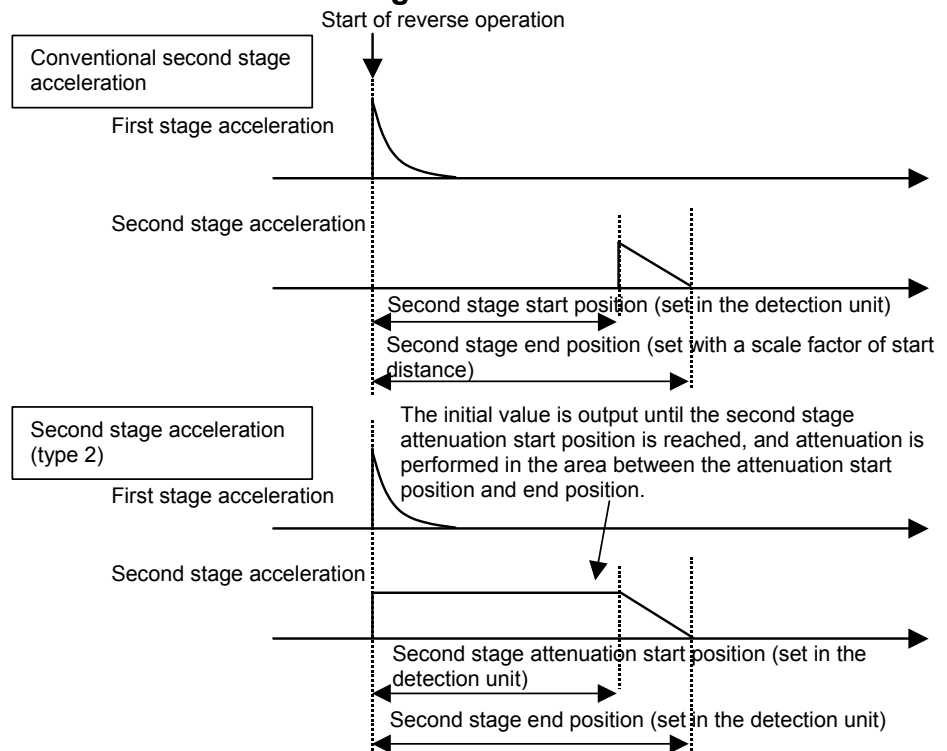 Start of reverse operation
Conventional second stage
acceleration
First stage acceleration
Second stage acceleration
Second stage start position (set in the detection unit)
Second stage end position (set with a scale factor of start
distance)
Second stage acceleration
(type 2)
The initial value is output until the second stage
attenuation start position is reached, and attenuation is
performed in the area between the attenuation start
position and end position.
First stage acceleration
Second stage acceleration
Second stage attenuation start position (set in the
detection unit)
Second stage end position (set in the detection unit)